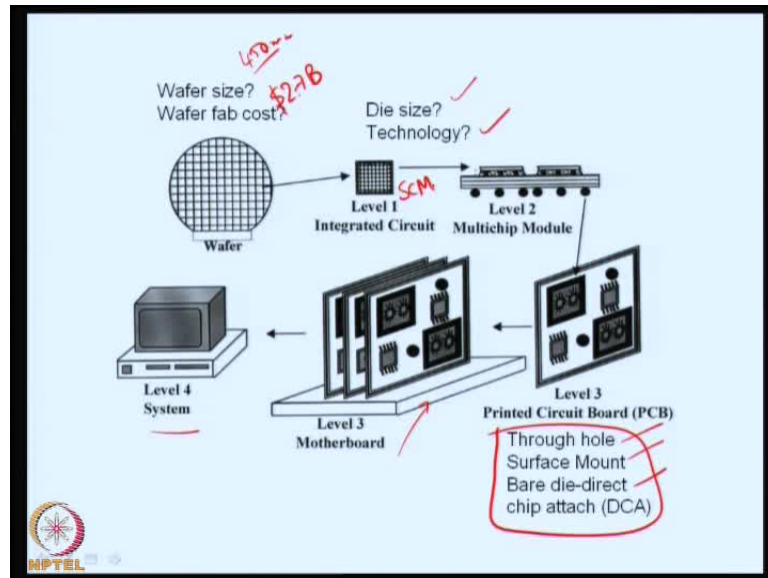 450mm
Wafer size?
$2.7B
Wafer fab cost?
Die size?
Technology?
SCM
Level 1
Integrated Circuit
Level 2
Multichip Module
Wafer
Level 4
System
Level 3
Motherboard
Level 3
Printed Circuit Board (PCB)
Through hole
Surface Mount
Bare die-direct
chip attach (DCA)
NPTEL